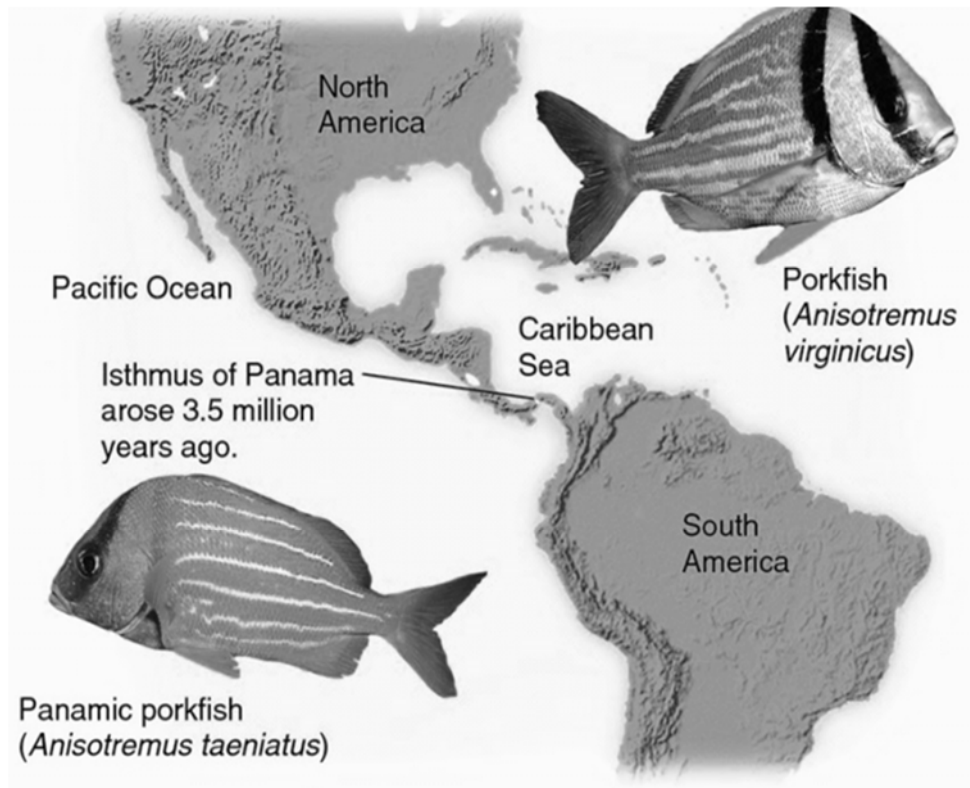 North
America
Pacific Ocean
Porkfish
(Anisotremus
virginicus)
Caribbean
Sea
Isthmus of Panama
arose 3.5 million
years ago.
South
America
Panamic porkfish
(Anisotremus taeniatus)